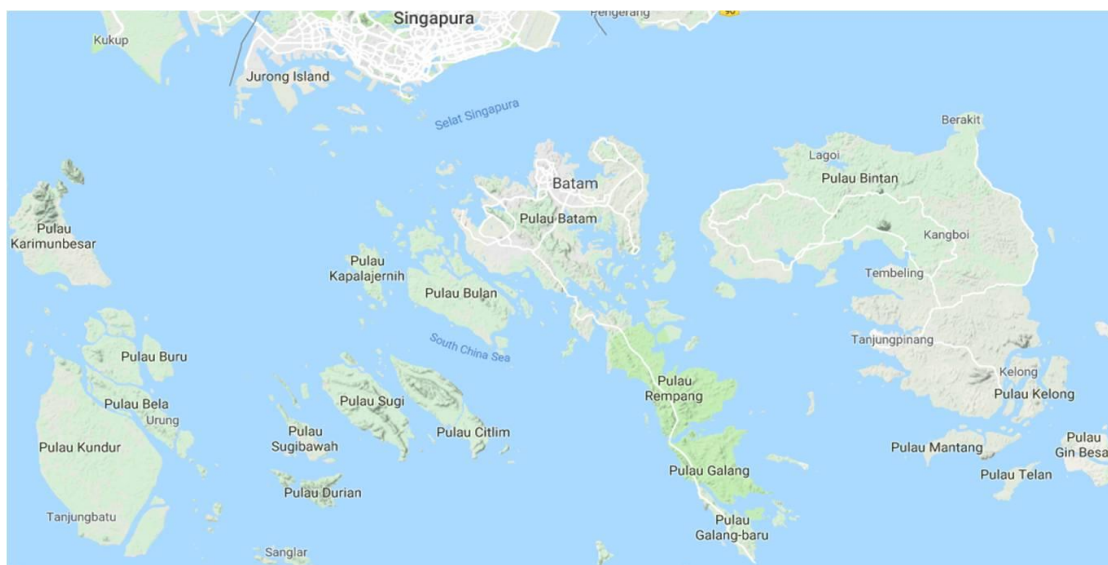 Singapura
Pengerang
90
Kukup
Jurong Island
Selat Singapura
Berakit
Lagoi
Batam
Pulau Bintan
Pulau Batam
Pulau
Karimunbesar
Kangboi
Pulau
Kapalajernih
Tembeling
Pulau Bulan
Tanjungpinang
South China Sea
Pulau Buru
Kelong
Pulau
Rempang
Pulau Kelong
Pulau Bela
Pulau Sugi
Urung
Pulau
Sugibawah
Pulau Citlim
Pulau Kundur
Pulau Mantang
Pulau
Gin Besa
Pulau Galang
Pulau Telan
Pulau Durian
Tanjungbatu
Pulau
Galang-baru
Sanglar